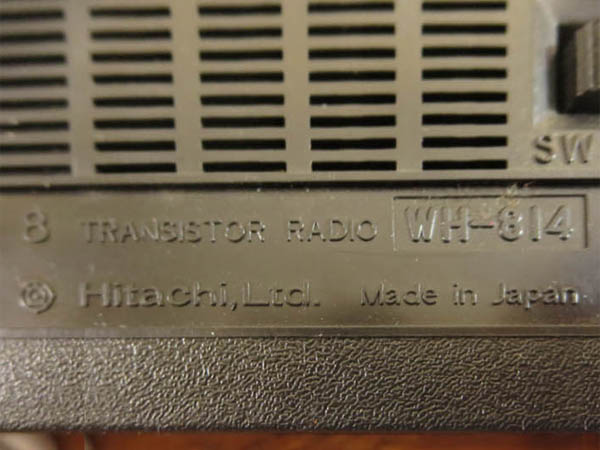 SW
8 TRANSISTOR RADIO WH-814
Hitachi, Ltd. Made in Japan